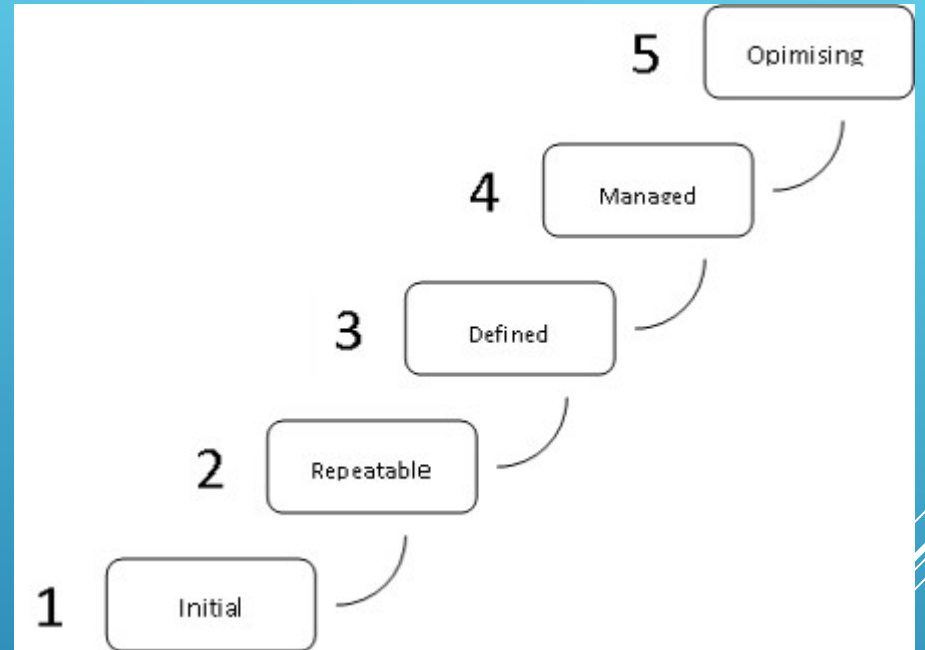 5 Opimising
4 Managed
3 Defined
2 Repeatable
1 Initial